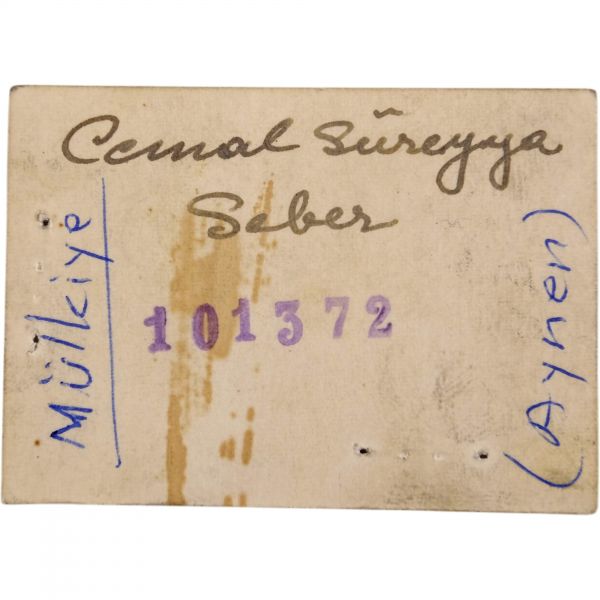 Cemal Süreyya
Seber
101372
Mülkiye
(Aynen)